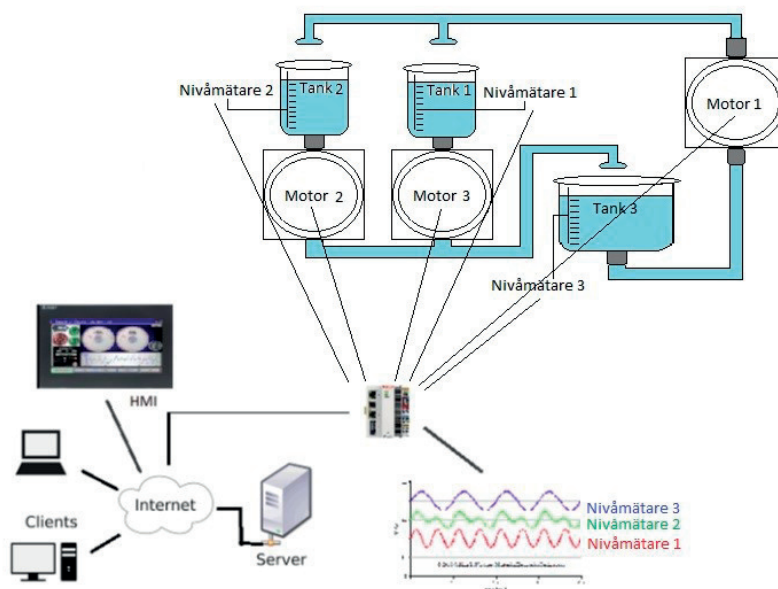 Nivåmätare 2
Tank 2
Tank 1
Nivåmätare 1
Motor 1
Motor 2
Motor 3
Tank 3
Nivåmätare 3
HMI
Internet
Clients
Server
Nivåmätare 3
Nivåmätare 2
Nivåmätare 1